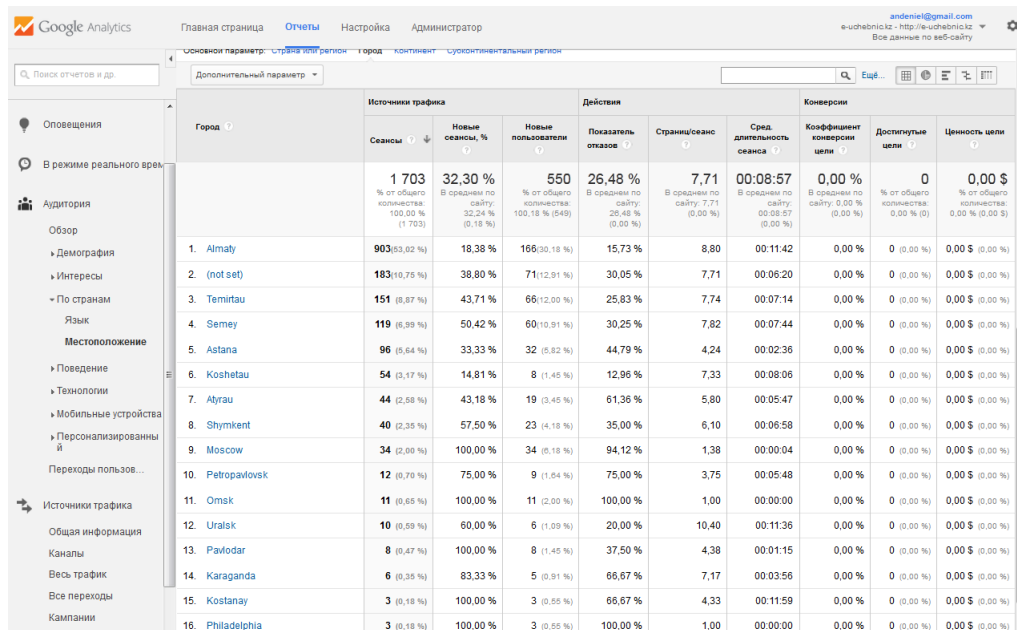 Google Analytics
Главная страница Отчеты Настройка Администратор
andeniel@gmail.com
e-uchebnic.kz - http://e-uchebnic.kz
Все данные по веб-сайту
Основной параметр: Страна или регион Город Континент Субконтинентальный регион
Поиск отчетов и др.
Дополнительный параметр
Ещё...
Оповещения
В режиме реального врем
Аудитория
Обзор
Демография
Интересы
По странам
Язык
Местоположение
Поведение
Технологии
Мобильные устройства
Персонализированны
й
Переходы пользов...
Источники трафика
Общая информация
Каналы
Весь трафик
Все переходы
Кампании
Источники трафика Действия Конверсии
Город Сеансы Новые сеансы, % Новые пользователи Показатель отказов Страниц/сеанс Сред. длительность сеанса Коэффициент конверсии цели Достигнутые цели Ценность цели
1 703 32,30 % 550 26,48 % 7,71 00:08:57 0,00 % 0 0,00 $
% от общего количества: 100,00 % (1 703) В среднем по сайту: 32,24 % (0,18 %) % от общего количества: 100,18 % (549) В среднем по сайту: 26,48 % (0,00 %) В среднем по сайту: 7,71 (0,00 %) В среднем по сайту: 00:08:57 (0,00 %) В среднем по сайту: 0,00 % (0,00 %) % от общего количества: 0,00 % (0) % от общего количества: 0,00 % (0,00 $)
1. Almaty 903(53,02 %) 18,38 % 166(30,18 %) 15,73 % 8,80 00:11:42 0,00 % 0 (0,00 %) 0,00 $ (0,00 %)
2. (not set) 183(10,75 %) 38,80 % 71(12,91 %) 30,05 % 7,71 00:06:20 0,00 % 0 (0,00 %) 0,00 $ (0,00 %)
3. Temirtau 151 (8,87 %) 43,71 % 66(12,00 %) 25,83 % 7,74 00:07:14 0,00 % 0 (0,00 %) 0,00 $ (0,00 %)
4. Semey 119 (6,99 %) 50,42 % 60(10,91 %) 30,25 % 7,82 00:07:44 0,00 % 0 (0,00 %) 0,00 $ (0,00 %)
5. Astana 96 (5,64 %) 33,33 % 32 (5,82 %) 44,79 % 4,24 00:02:36 0,00 % 0 (0,00 %) 0,00 $ (0,00 %)
6. Koshetau 54 (3,17 %) 14,81 % 8 (1,45 %) 12,96 % 7,33 00:08:06 0,00 % 0 (0,00 %) 0,00 $ (0,00 %)
7. Atyrau 44 (2,58 %) 43,18 % 19 (3,45 %) 61,36 % 5,80 00:05:47 0,00 % 0 (0,00 %) 0,00 $ (0,00 %)
8. Shymkent 40 (2,35 %) 57,50 % 23 (4,18 %) 35,00 % 6,10 00:06:58 0,00 % 0 (0,00 %) 0,00 $ (0,00 %)
9. Moscow 34 (2,00 %) 100,00 % 34 (6,18 %) 94,12 % 1,38 00:00:04 0,00 % 0 (0,00 %) 0,00 $ (0,00 %)
10. Petropavlovsk 12 (0,70 %) 75,00 % 9 (1,64 %) 75,00 % 3,75 00:05:48 0,00 % 0 (0,00 %) 0,00 $ (0,00 %)
11. Omsk 11 (0,65 %) 100,00 % 11 (2,00 %) 100,00 % 1,00 00:00:00 0,00 % 0 (0,00 %) 0,00 $ (0,00 %)
12. Uralsk 10 (0,59 %) 60,00 % 6 (1,09 %) 20,00 % 10,40 00:11:36 0,00 % 0 (0,00 %) 0,00 $ (0,00 %)
13. Pavlodar 8 (0,47 %) 100,00 % 8 (1,45 %) 37,50 % 4,38 00:01:15 0,00 % 0 (0,00 %) 0,00 $ (0,00 %)
14. Karaganda 6 (0,35 %) 83,33 % 5 (0,91 %) 66,67 % 7,17 00:03:56 0,00 % 0 (0,00 %) 0,00 $ (0,00 %)
15. Kostanay 3 (0,18 %) 100,00 % 3 (0,55 %) 66,67 % 4,33 00:11:59 0,00 % 0 (0,00 %) 0,00 $ (0,00 %)
16. Philadelphia 3 (0,18 %) 100,00 % 3 (0,55 %) 100,00 % 1,00 00:00:00 0,00 % 0 (0,00 %) 0,00 $ (0,00 %)